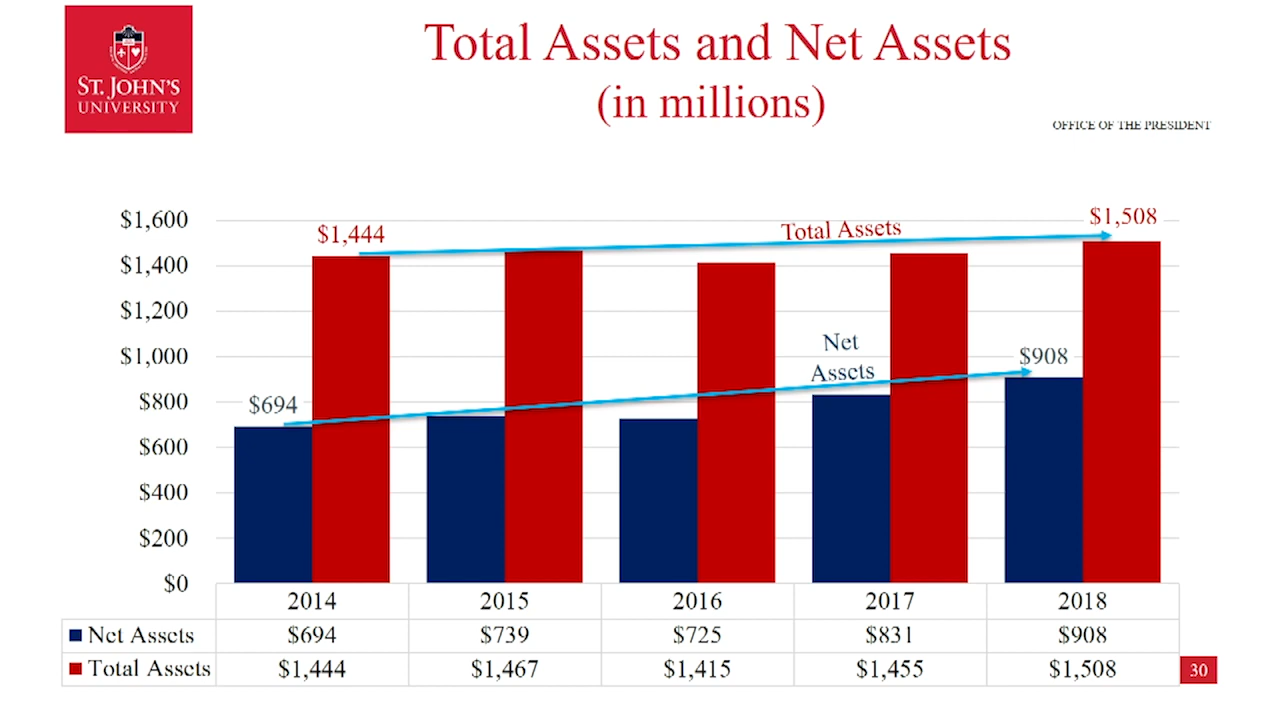 ST. JOHN'S
UNIVERSITY
Total Assets and Net Assets
(in millions)
OFFICE OF THE PRESIDENT
$1,600
$1,400
$1,200
$1,000
$800
$600
$400
$200
$0
$1,444
Total Assets
$1,508
Net
Assets
$908
$694
2014 2015 2016 2017 2018
Net Assets $694 $739 $725 $831 $908
Total Assets $1,444 $1,467 $1,415 $1,455 $1,508
30